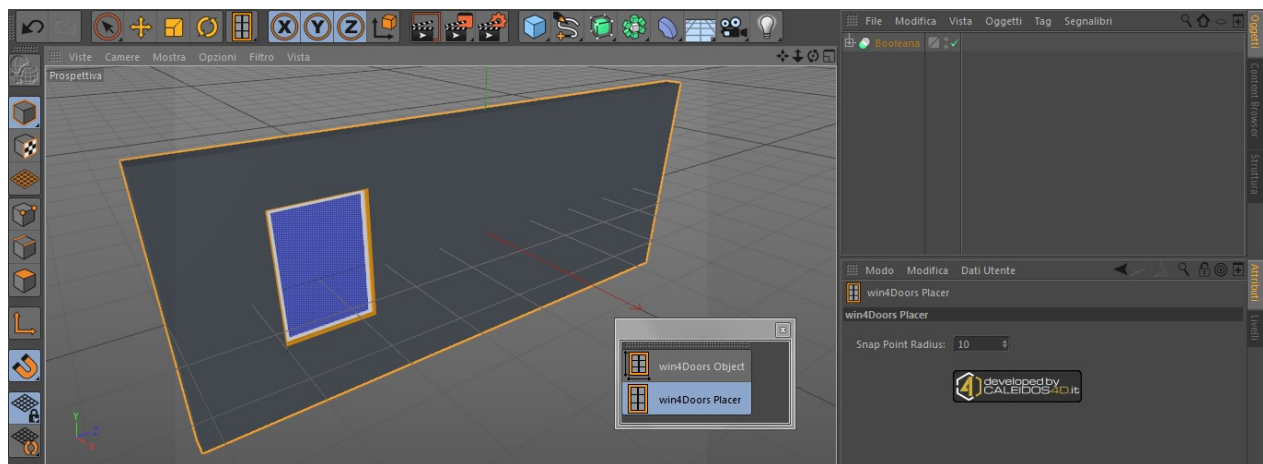 X Y Z
File Modifica Vista Oggetti Tag Segnalibri
Viste Camere Mostra Opzioni Filtro Vista
Prospettiva
Booleana
Oggetti
Content Browser
Struttura
Modo Modifica Dati Utente
win4Doors Placer
win4Doors Placer
Snap Point Radius: 10
developed by
CALEIDOS4D.it
Attributi
Livelli
win4Doors Object
win4Doors Placer
Y
Z
X